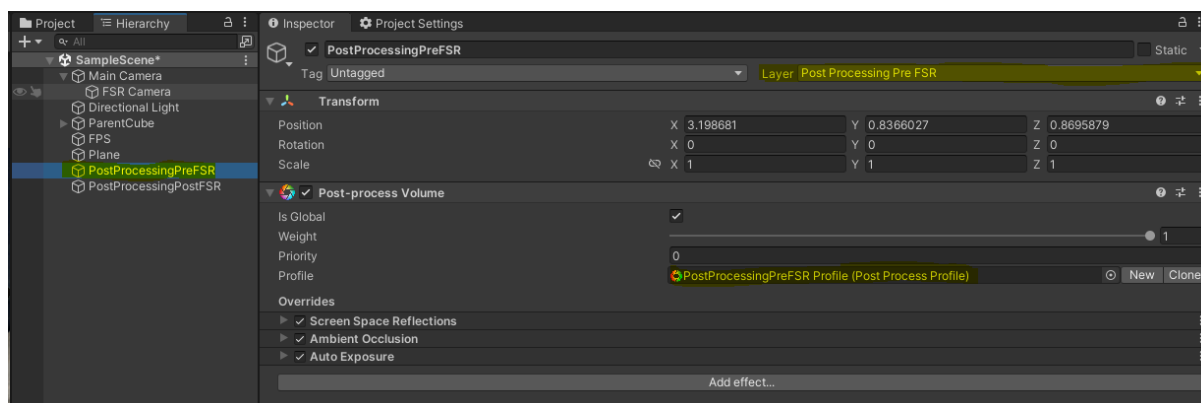 Project Hierarchy Inspector Project Settings
All
PostProcessingPreFSR Static
SampleScene*
Main Camera
FSR Camera
Directional Light
ParentCube
FPS
Plane
PostProcessingPreFSR
PostProcessingPostFSR
Tag Untagged Layer Post Processing Pre FSR
Transform
Position X 3.198681 Y 0.8366027 Z 0.8695879
Rotation X 0 Y 0 Z 0
Scale X 1 Y 1 Z 1
Post-process Volume
Is Global
Weight 1
Priority 0
Profile PostProcessingPreFSR Profile (Post Process Profile) New Clone
Overrides
Screen Space Reflections
Ambient Occlusion
Auto Exposure
Add effect...